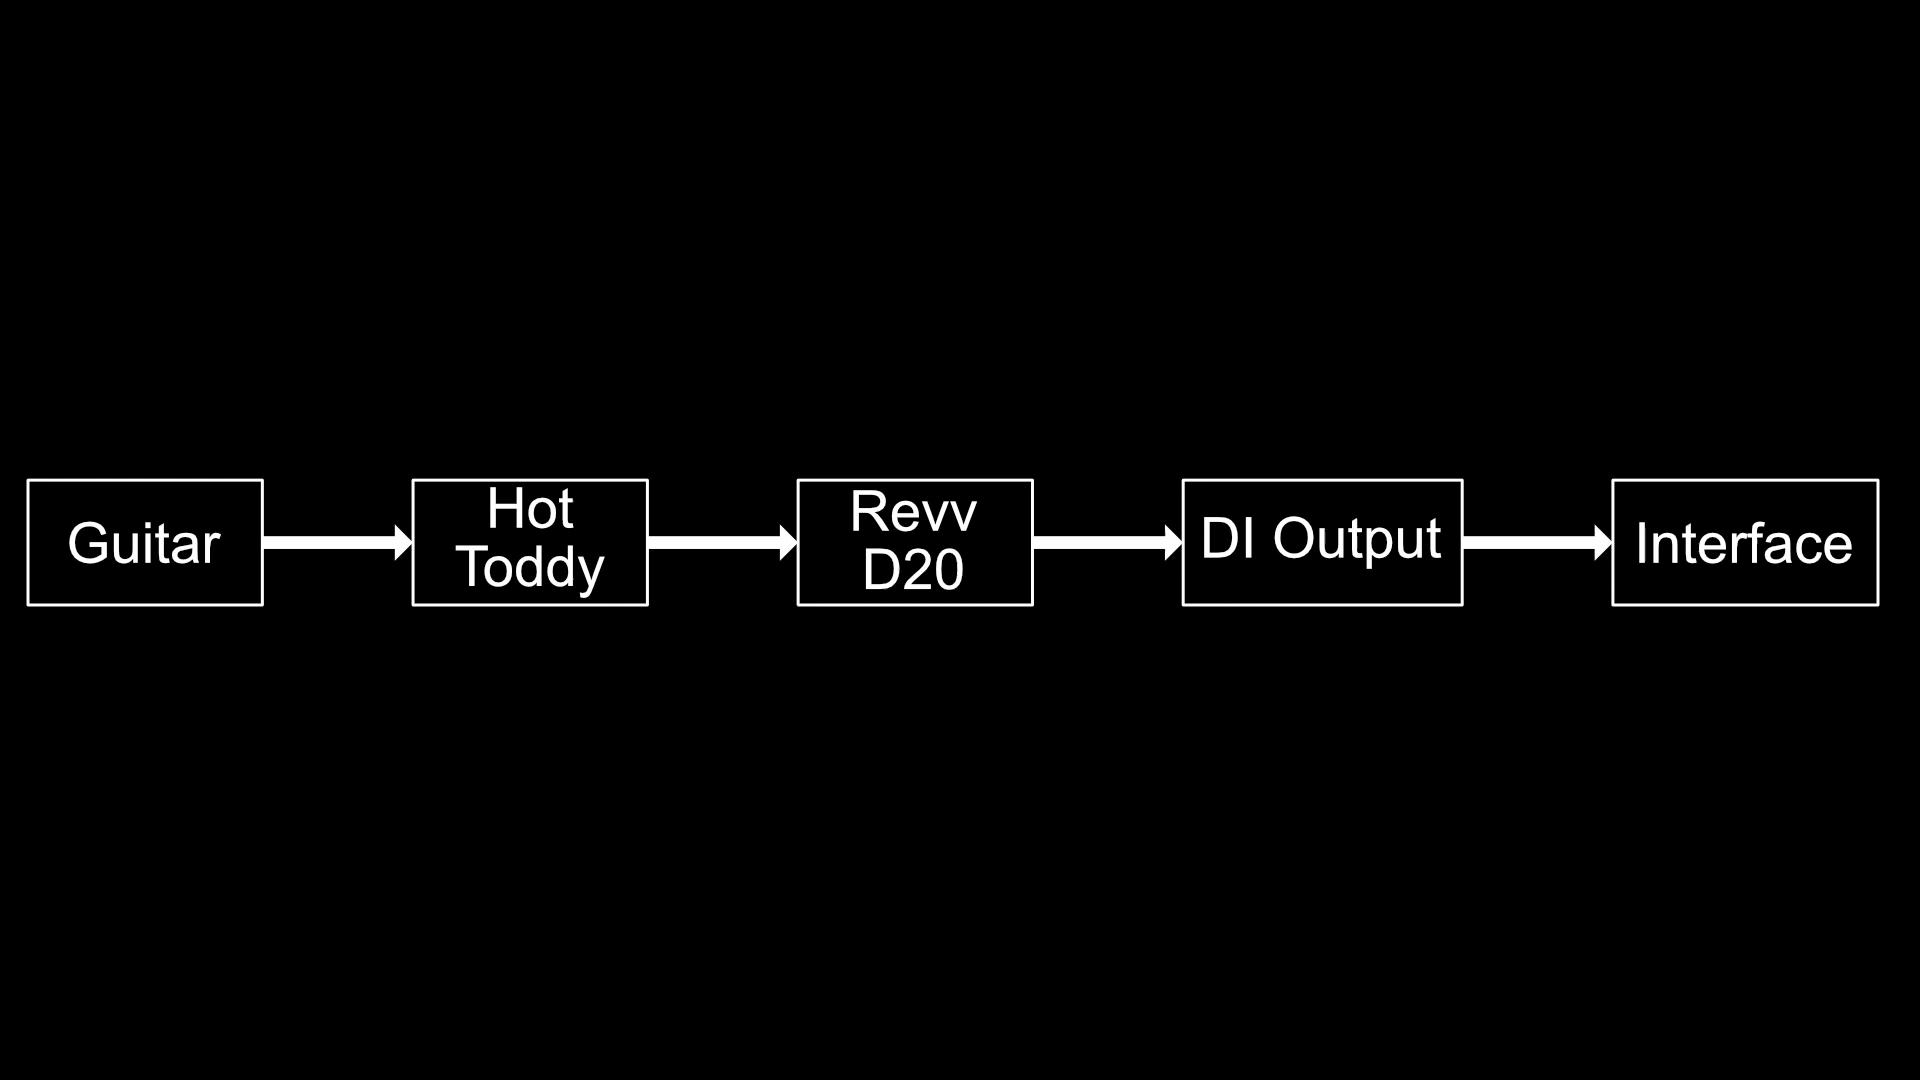 Guitar
Hot
Toddy
Revv
D20
DI Output
Interface